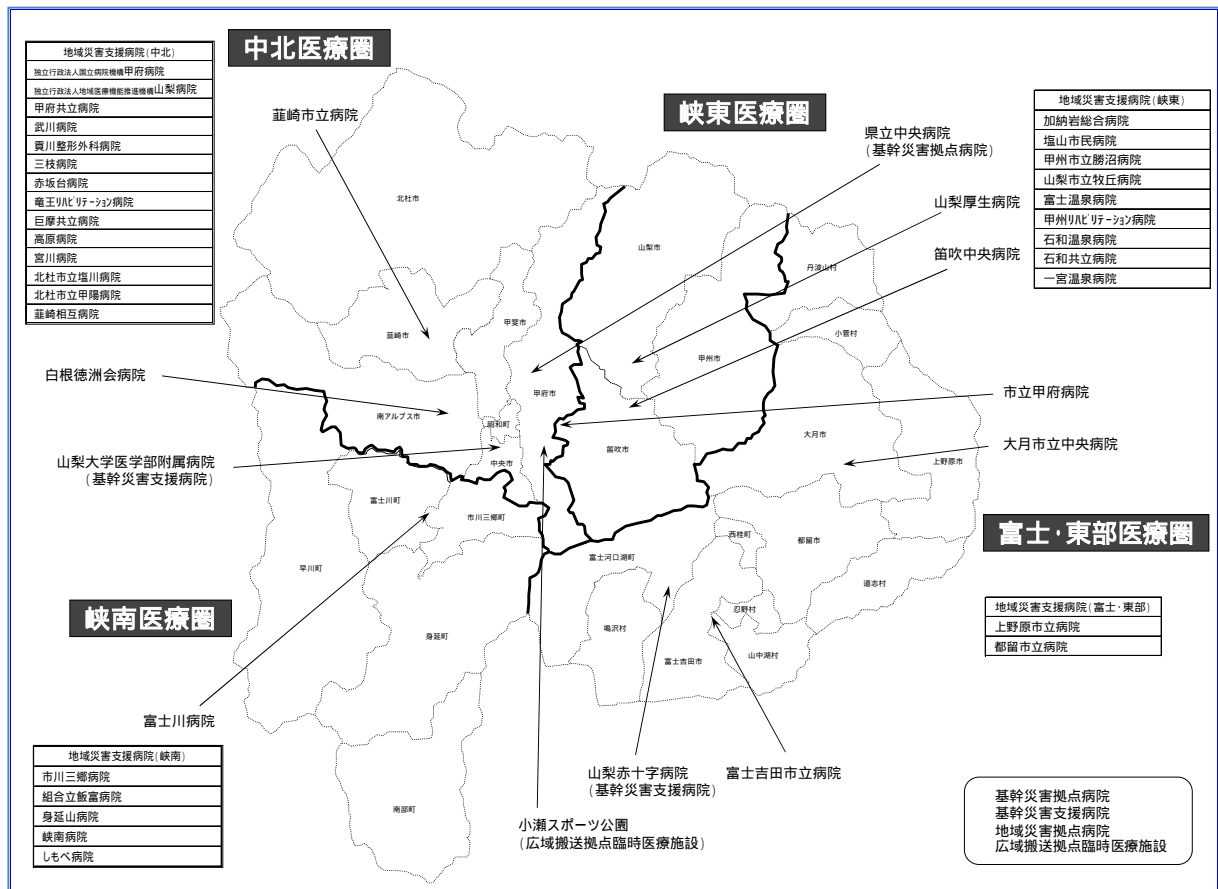 中北医療圏
地域災害支援病院(中北)
独立行政法人国立病院機構甲府病院
独立行政法人地域医療機能推進機構山梨病院
甲府共立病院
武川病院
貢川整形外科病院
三枝病院
赤坂台病院
竜王リハビリテーション病院
巨摩共立病院
高原病院
宮川病院
北杜市立塩川病院
北杜市立甲陽病院
韮崎相互病院
韮崎市立病院
峡東医療圏
県立中央病院
(基幹災害拠点病院)
山梨厚生病院
笛吹中央病院
地域災害支援病院(峡東)
加納岩総合病院
塩山市民病院
甲州市立勝沼病院
山梨市立牧丘病院
富士温泉病院
甲州リハビリテーション病院
石和温泉病院
石和共立病院
一宮温泉病院
北杜市
山梨市
丹波山村
甲斐市
韮崎市
小菅村
甲州市
白根徳洲会病院
甲府市
市立甲府病院
南アルプス市
昭和町
大月市
大月市立中央病院
笛吹市
山梨大学医学部附属病院
(基幹災害支援病院)
中央市
上野原市
富士川町
市川三郷町
西桂町
都留市
富士・東部医療圏
富士河口湖町
早川町
道志村
忍野村
峡南医療圏
鳴沢村
身延町
山中湖村
富士吉田市
地域災害支援病院(富士・東部)
上野原市立病院
都留市立病院
富士川病院
地域災害支援病院(峡南)
市川三郷病院
組合立飯富病院
身延山病院
峡南病院
しもべ病院
南部町
山梨赤十字病院
(基幹災害支援病院)
富士吉田市立病院
小瀬スポーツ公園
(広域搬送拠点臨時医療施設)
基幹災害拠点病院
基幹災害支援病院
地域災害拠点病院
広域搬送拠点臨時医療施設